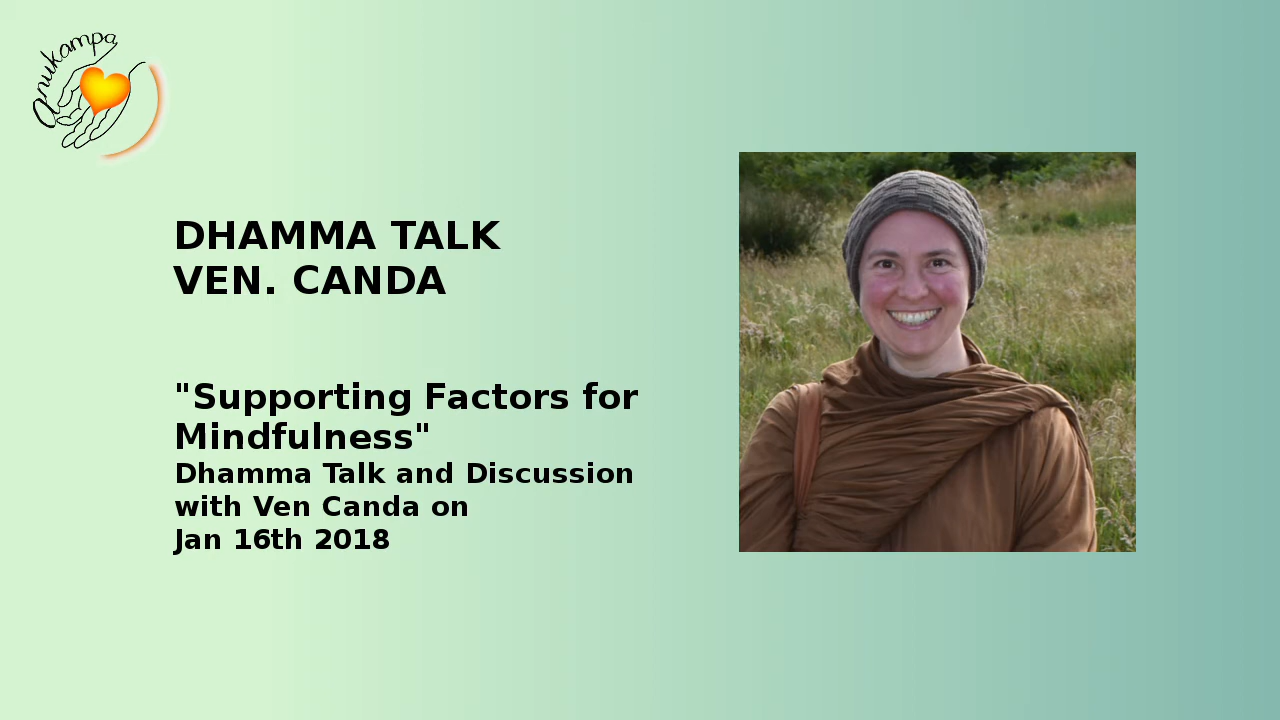 Anukampa
DHAMMA TALK
VEN. CANDA
"Supporting Factors for
Mindfulness"
Dhamma Talk and Discussion
with Ven Canda on
Jan 16th 2018